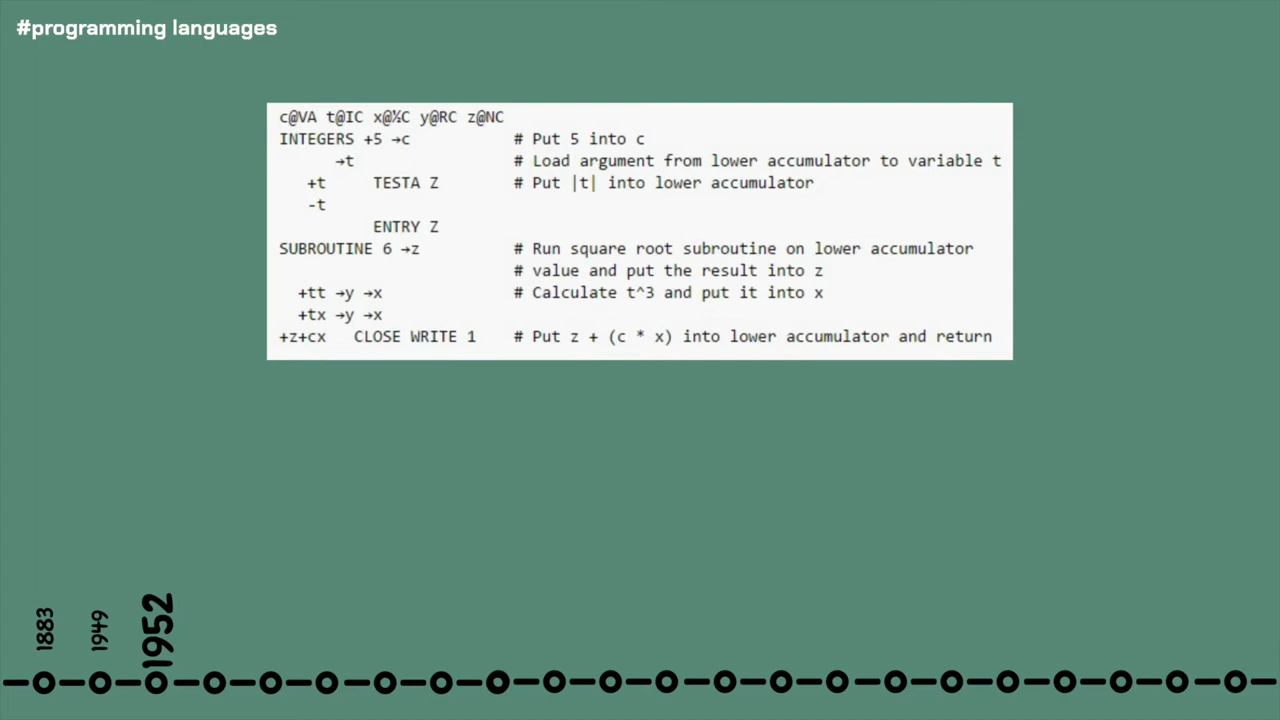 #programming languages
c@VA t@IC x@½C y@RC z@NC
INTEGERS +5 →c # Put 5 into c
→t # Load argument from lower accumulator to variable t
+t TESTA Z # Put |t| into lower accumulator
-t
ENTRY Z
SUBROUTINE 6 →z # Run square root subroutine on lower accumulator
# value and put the result into z
+tt →y →x # Calculate t^3 and put it into x
+tx →y →x
+z+cx CLOSE WRITE 1 # Put z + (c * x) into lower accumulator and return
1883
1949
1952